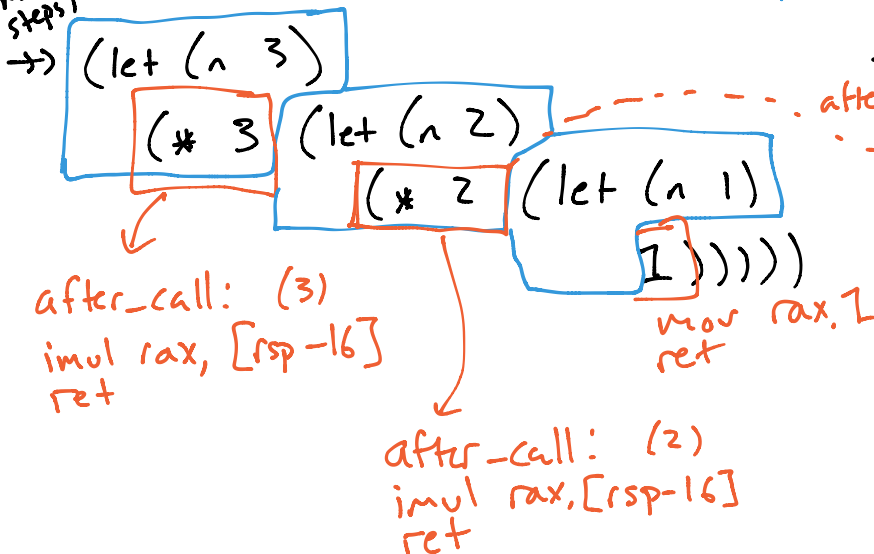 steps)
→) (let (n 3)
(* 3 (let (n 2)
(* 2 (let (n 1)
1)))))
after_call: (3)
imul rax, [rsp-16]
ret
mov rax, 1
ret
after_call: (2)
imul rax, [rsp-16]
ret